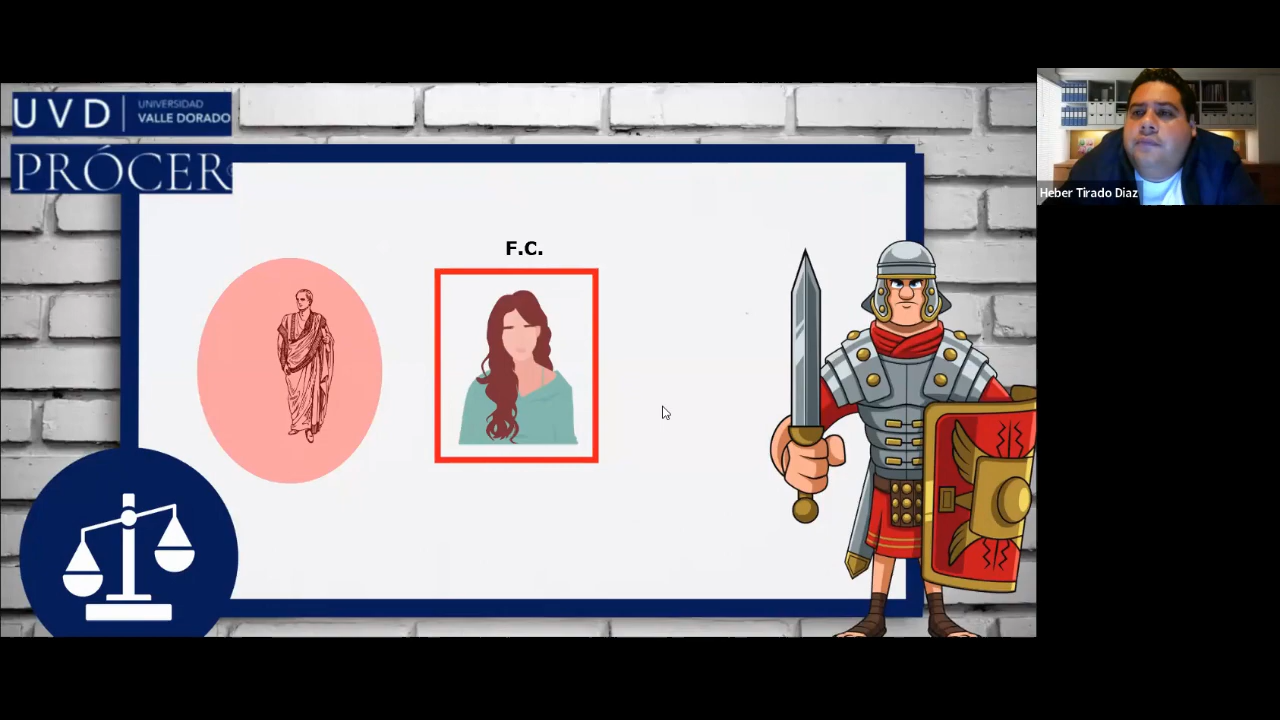 UVD UNIVERSIDAD
VALLE DORADO
PRÓCER
F.C.
Heber Tirado Diaz